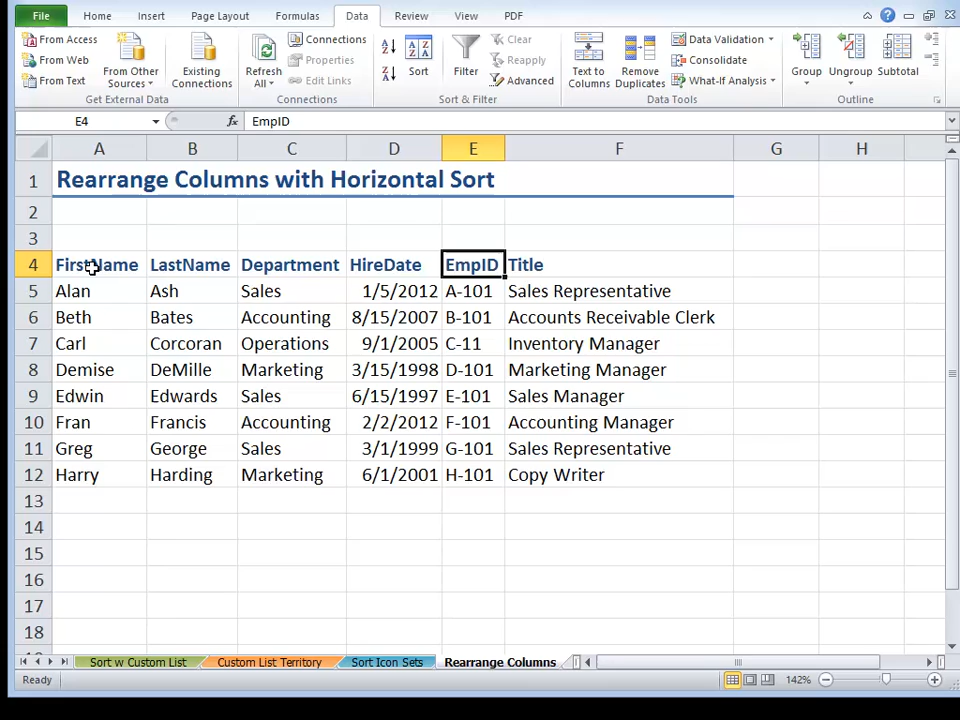 File Home Insert Page Layout Formulas Data Review View PDF
From Access
From Web
From Text
From Other Sources
Existing Connections
Get External Data
Refresh All
Connections
Properties
Edit Links
Connections
Sort
Filter
Clear
Reapply
Advanced
Sort & Filter
Text to Columns
Remove Duplicates
Data Validation
Consolidate
What-If Analysis
Data Tools
Group
Ungroup
Subtotal
Outline
E4 fx EmpID
A B C D E F G H
1 Rearrange Columns with Horizontal Sort
2
3
4 FirstName LastName Department HireDate EmpID Title
5 Alan Ash Sales 1/5/2012 A-101 Sales Representative
6 Beth Bates Accounting 8/15/2007 B-101 Accounts Receivable Clerk
7 Carl Corcoran Operations 9/1/2005 C-11 Inventory Manager
8 Demise DeMille Marketing 3/15/1998 D-101 Marketing Manager
9 Edwin Edwards Sales 6/15/1997 E-101 Sales Manager
10 Fran Francis Accounting 2/2/2012 F-101 Accounting Manager
11 Greg George Sales 3/1/1999 G-101 Sales Representative
12 Harry Harding Marketing 6/1/2001 H-101 Copy Writer
13
14
15
16
17
18
Sort w Custom List Custom List Territory Sort Icon Sets Rearrange Columns
Ready 142%